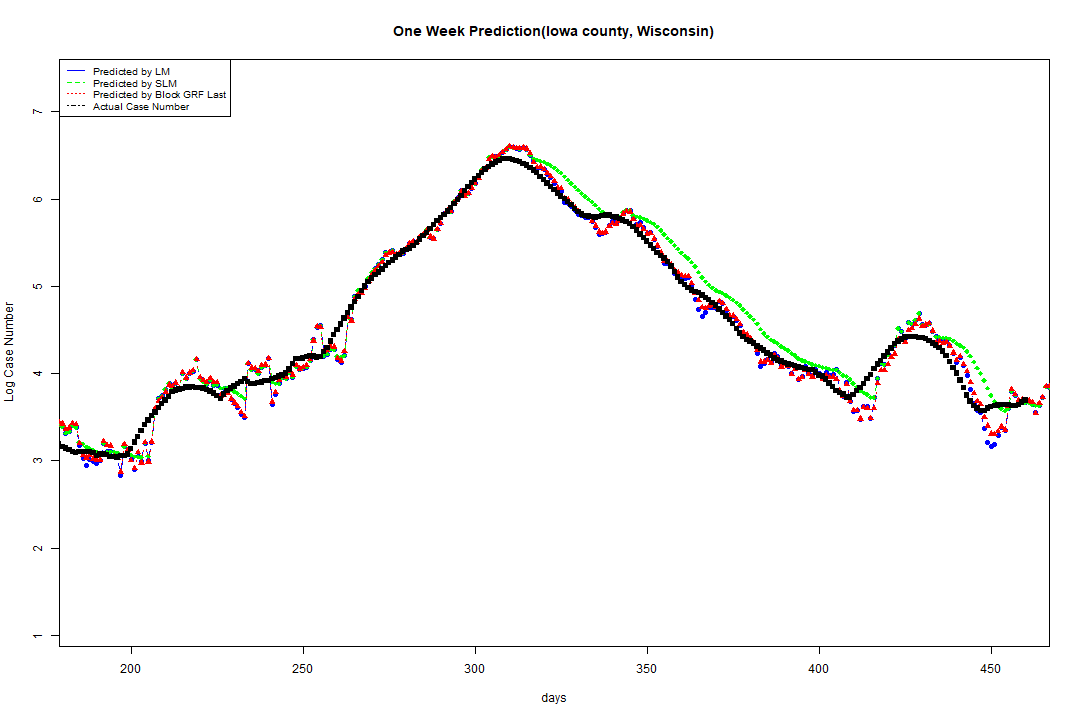 One Week Prediction(Iowa county, Wisconsin)
Predicted by LM
Predicted by SLM
Predicted by Block GRF Last
Actual Case Number
Log Case Number
7
6
5
4
3
2
1
200 250 300 350 400 450
days